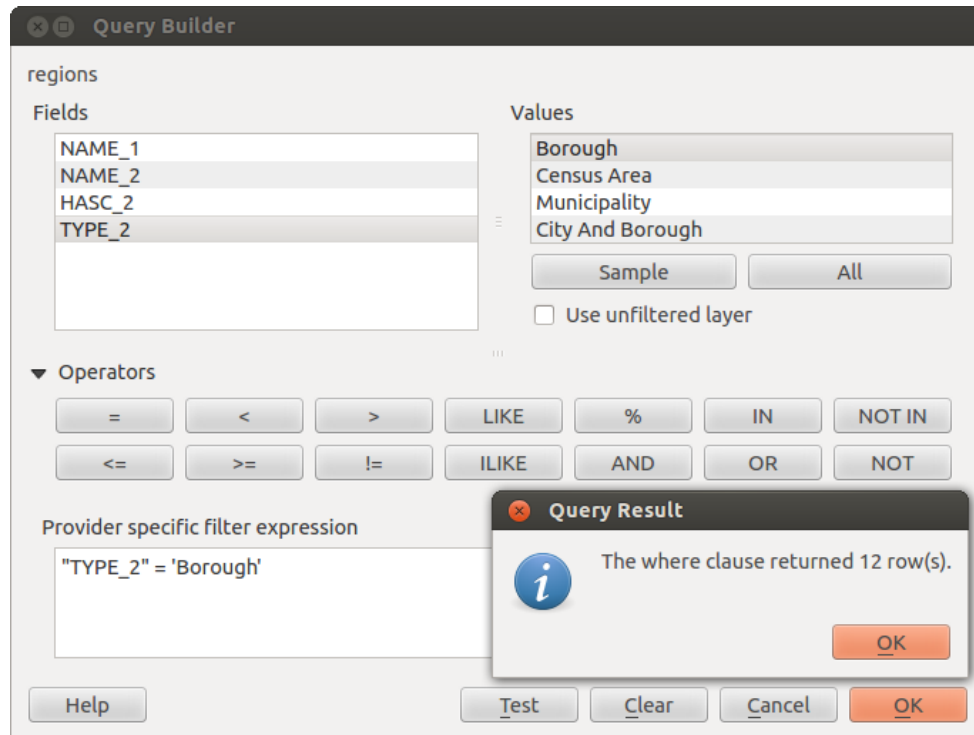 Query Builder
regions
Fields
NAME_1
NAME_2
HASC_2
TYPE_2
Values
Borough
Census Area
Municipality
City And Borough
Sample
All
Use unfiltered layer
Operators
= < > LIKE % IN NOT IN
<= >= != ILIKE AND OR NOT
Provider specific filter expression
"TYPE_2" = 'Borough'
Query Result
The where clause returned 12 row(s).
OK
Help Test Clear Cancel OK